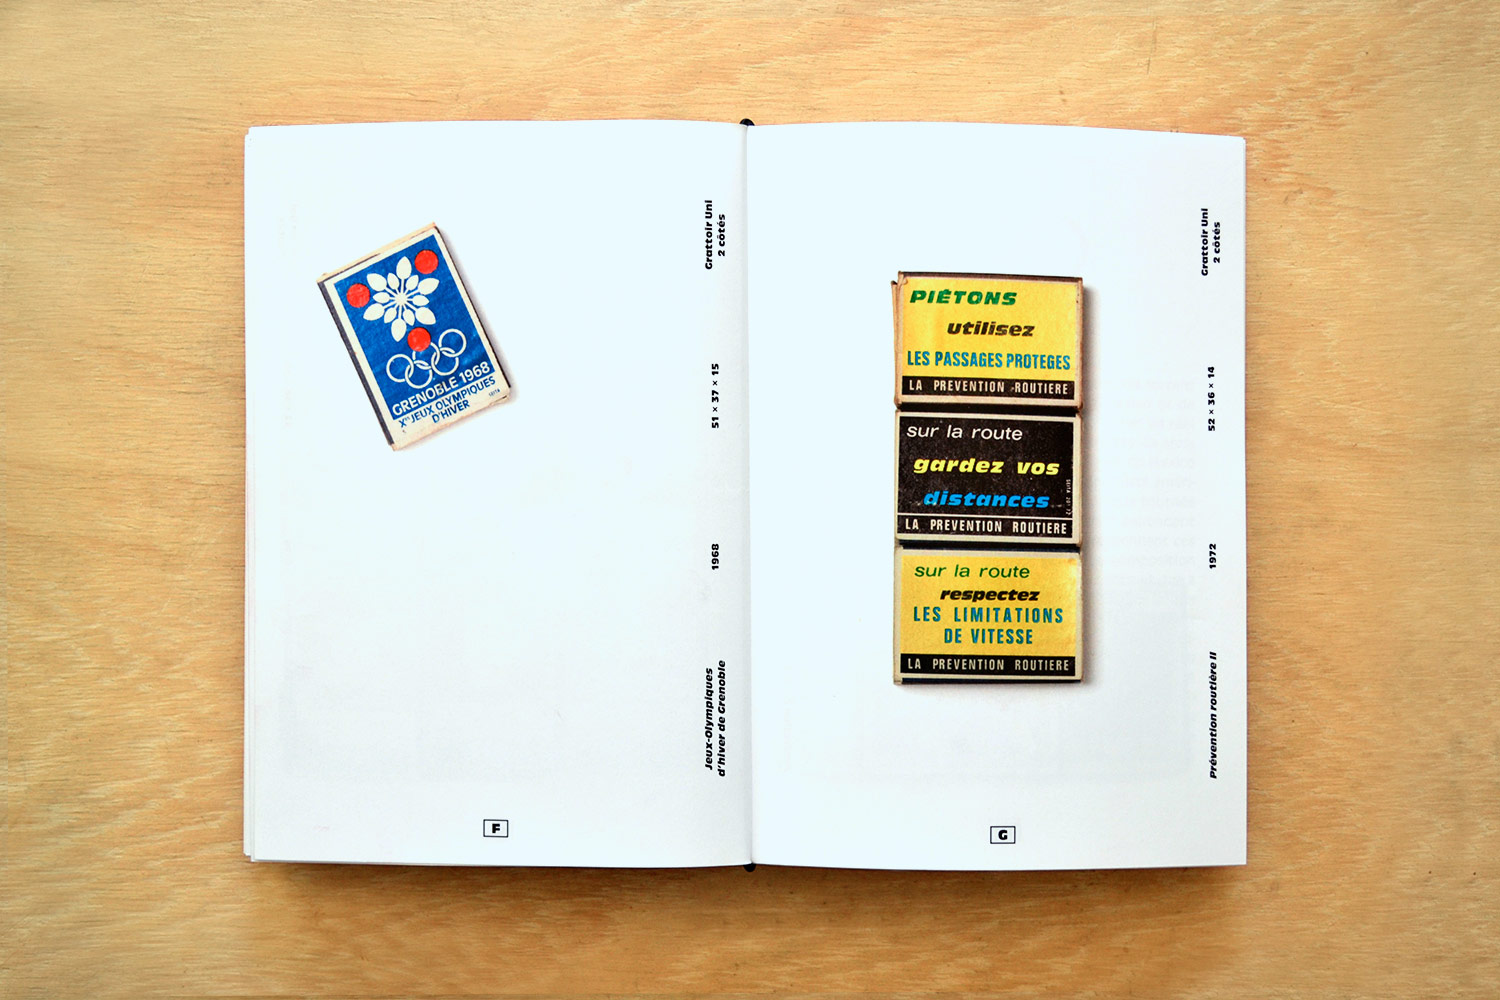 GRENOBLE 1968
Xes JEUX OLYMPIQUES
D'HIVER
Grattoir Uni
2 côtés
51 × 37 × 15
1968
Jeux-Olympiques
d'hiver de Grenoble
F
PIÉTONS
utilisez
LES PASSAGES PROTEGES
LA PREVENTION ROUTIERE
sur la route
gardez vos
distances
LA PREVENTION ROUTIERE
sur la route
respectez
LES LIMITATIONS
DE VITESSE
LA PREVENTION ROUTIERE
Grattoir Uni
2 côtés
52 × 36 × 14
1972
Prévention routière II
G